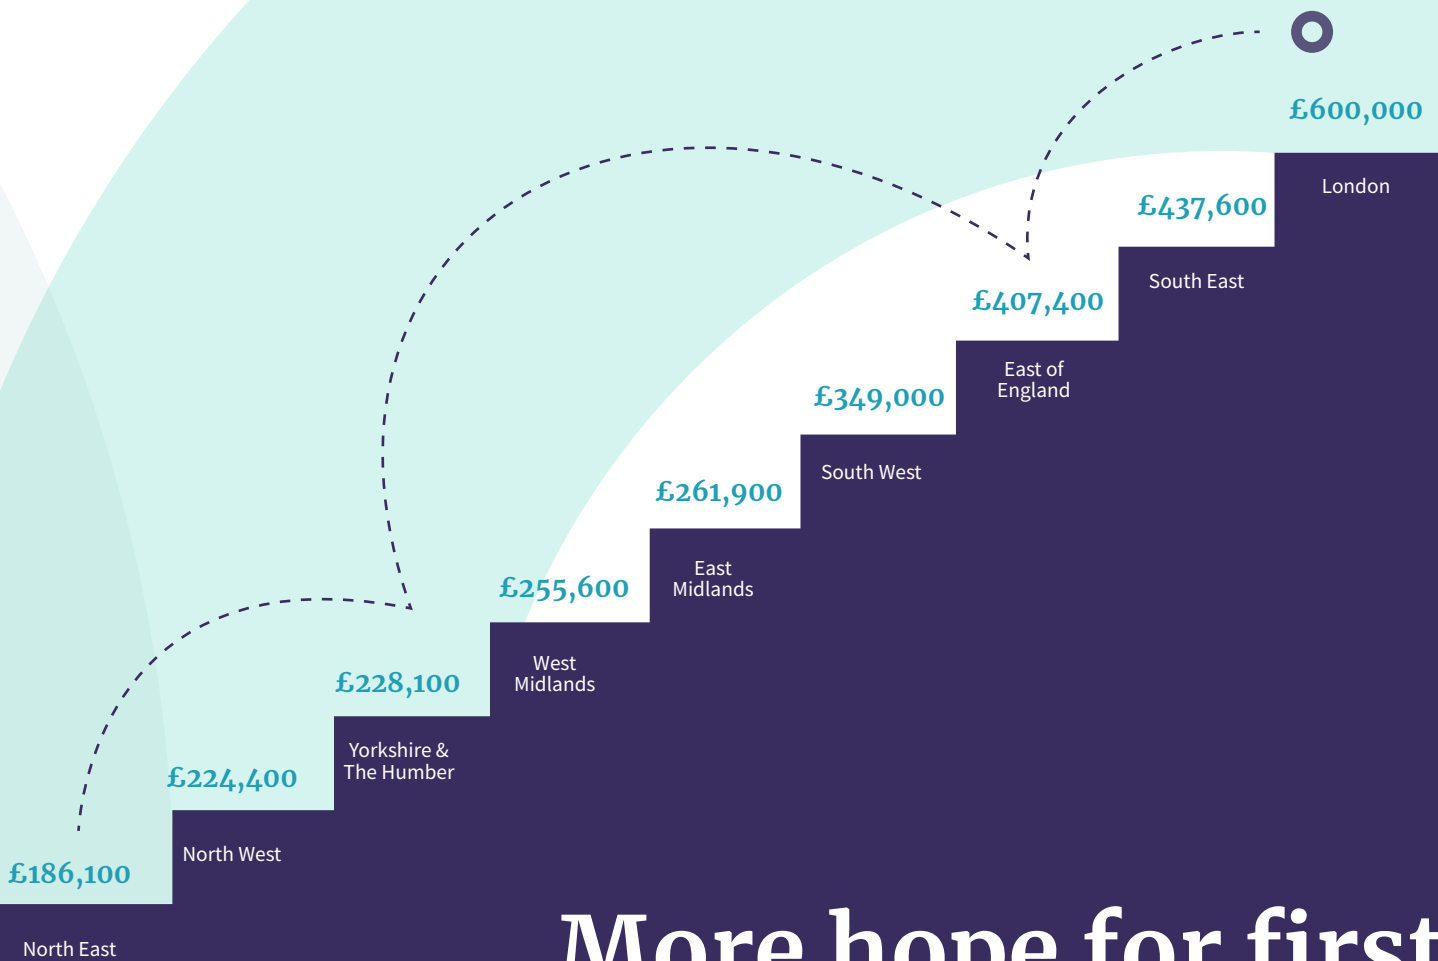 £600,000
London
£437,600
South East
£407,400
East of
England
£349,000
South West
£261,900
East
Midlands
£255,600
West
Midlands
£228,100
Yorkshire &
The Humber
£224,400
North West
£186,100
North East
More hope for first